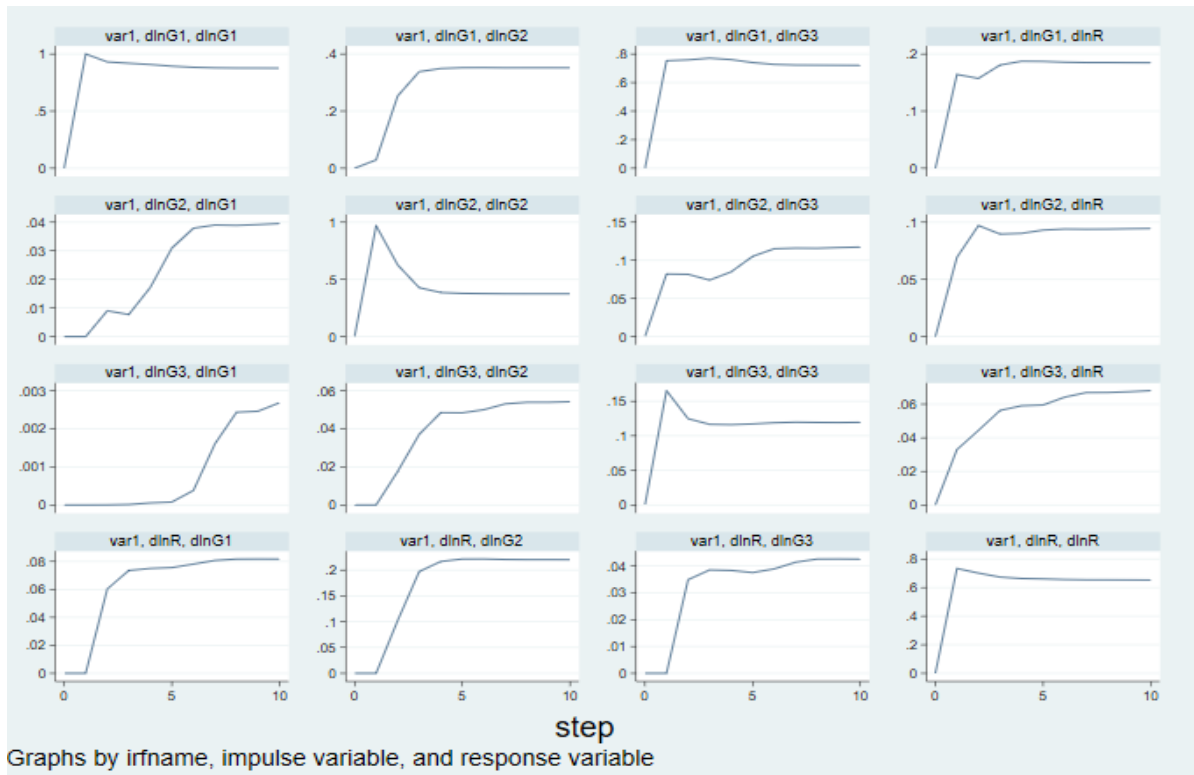 var1, dlnG1, dlnG1
var1, dlnG1, dlnG2
var1, dlnG1, dlnG3
var1, dlnG1, dlnR
1
.5
0
.4
.2
0
.8
.6
.4
.2
0
.2
.1
0
var1, dlnG2, dlnG1
var1, dlnG2, dlnG2
var1, dlnG2, dlnG3
var1, dlnG2, dlnR
.04
.03
.02
.01
0
1
.5
0
.15
.1
.05
0
.1
.05
0
var1, dlnG3, dlnG1
var1, dlnG3, dlnG2
var1, dlnG3, dlnG3
var1, dlnG3, dlnR
.003
.002
.001
0
.06
.04
.02
0
.15
.1
.05
0
.06
.04
.02
0
var1, dlnR, dlnG1
var1, dlnR, dlnG2
var1, dlnR, dlnG3
var1, dlnR, dlnR
.08
.06
.04
.02
0
.2
.15
.1
.05
0
.04
.03
.02
.01
0
.8
.6
.4
.2
0
0 5 10
0 5 10
0 5 10
0 5 10
step
Graphs by irfname, impulse variable, and response variable